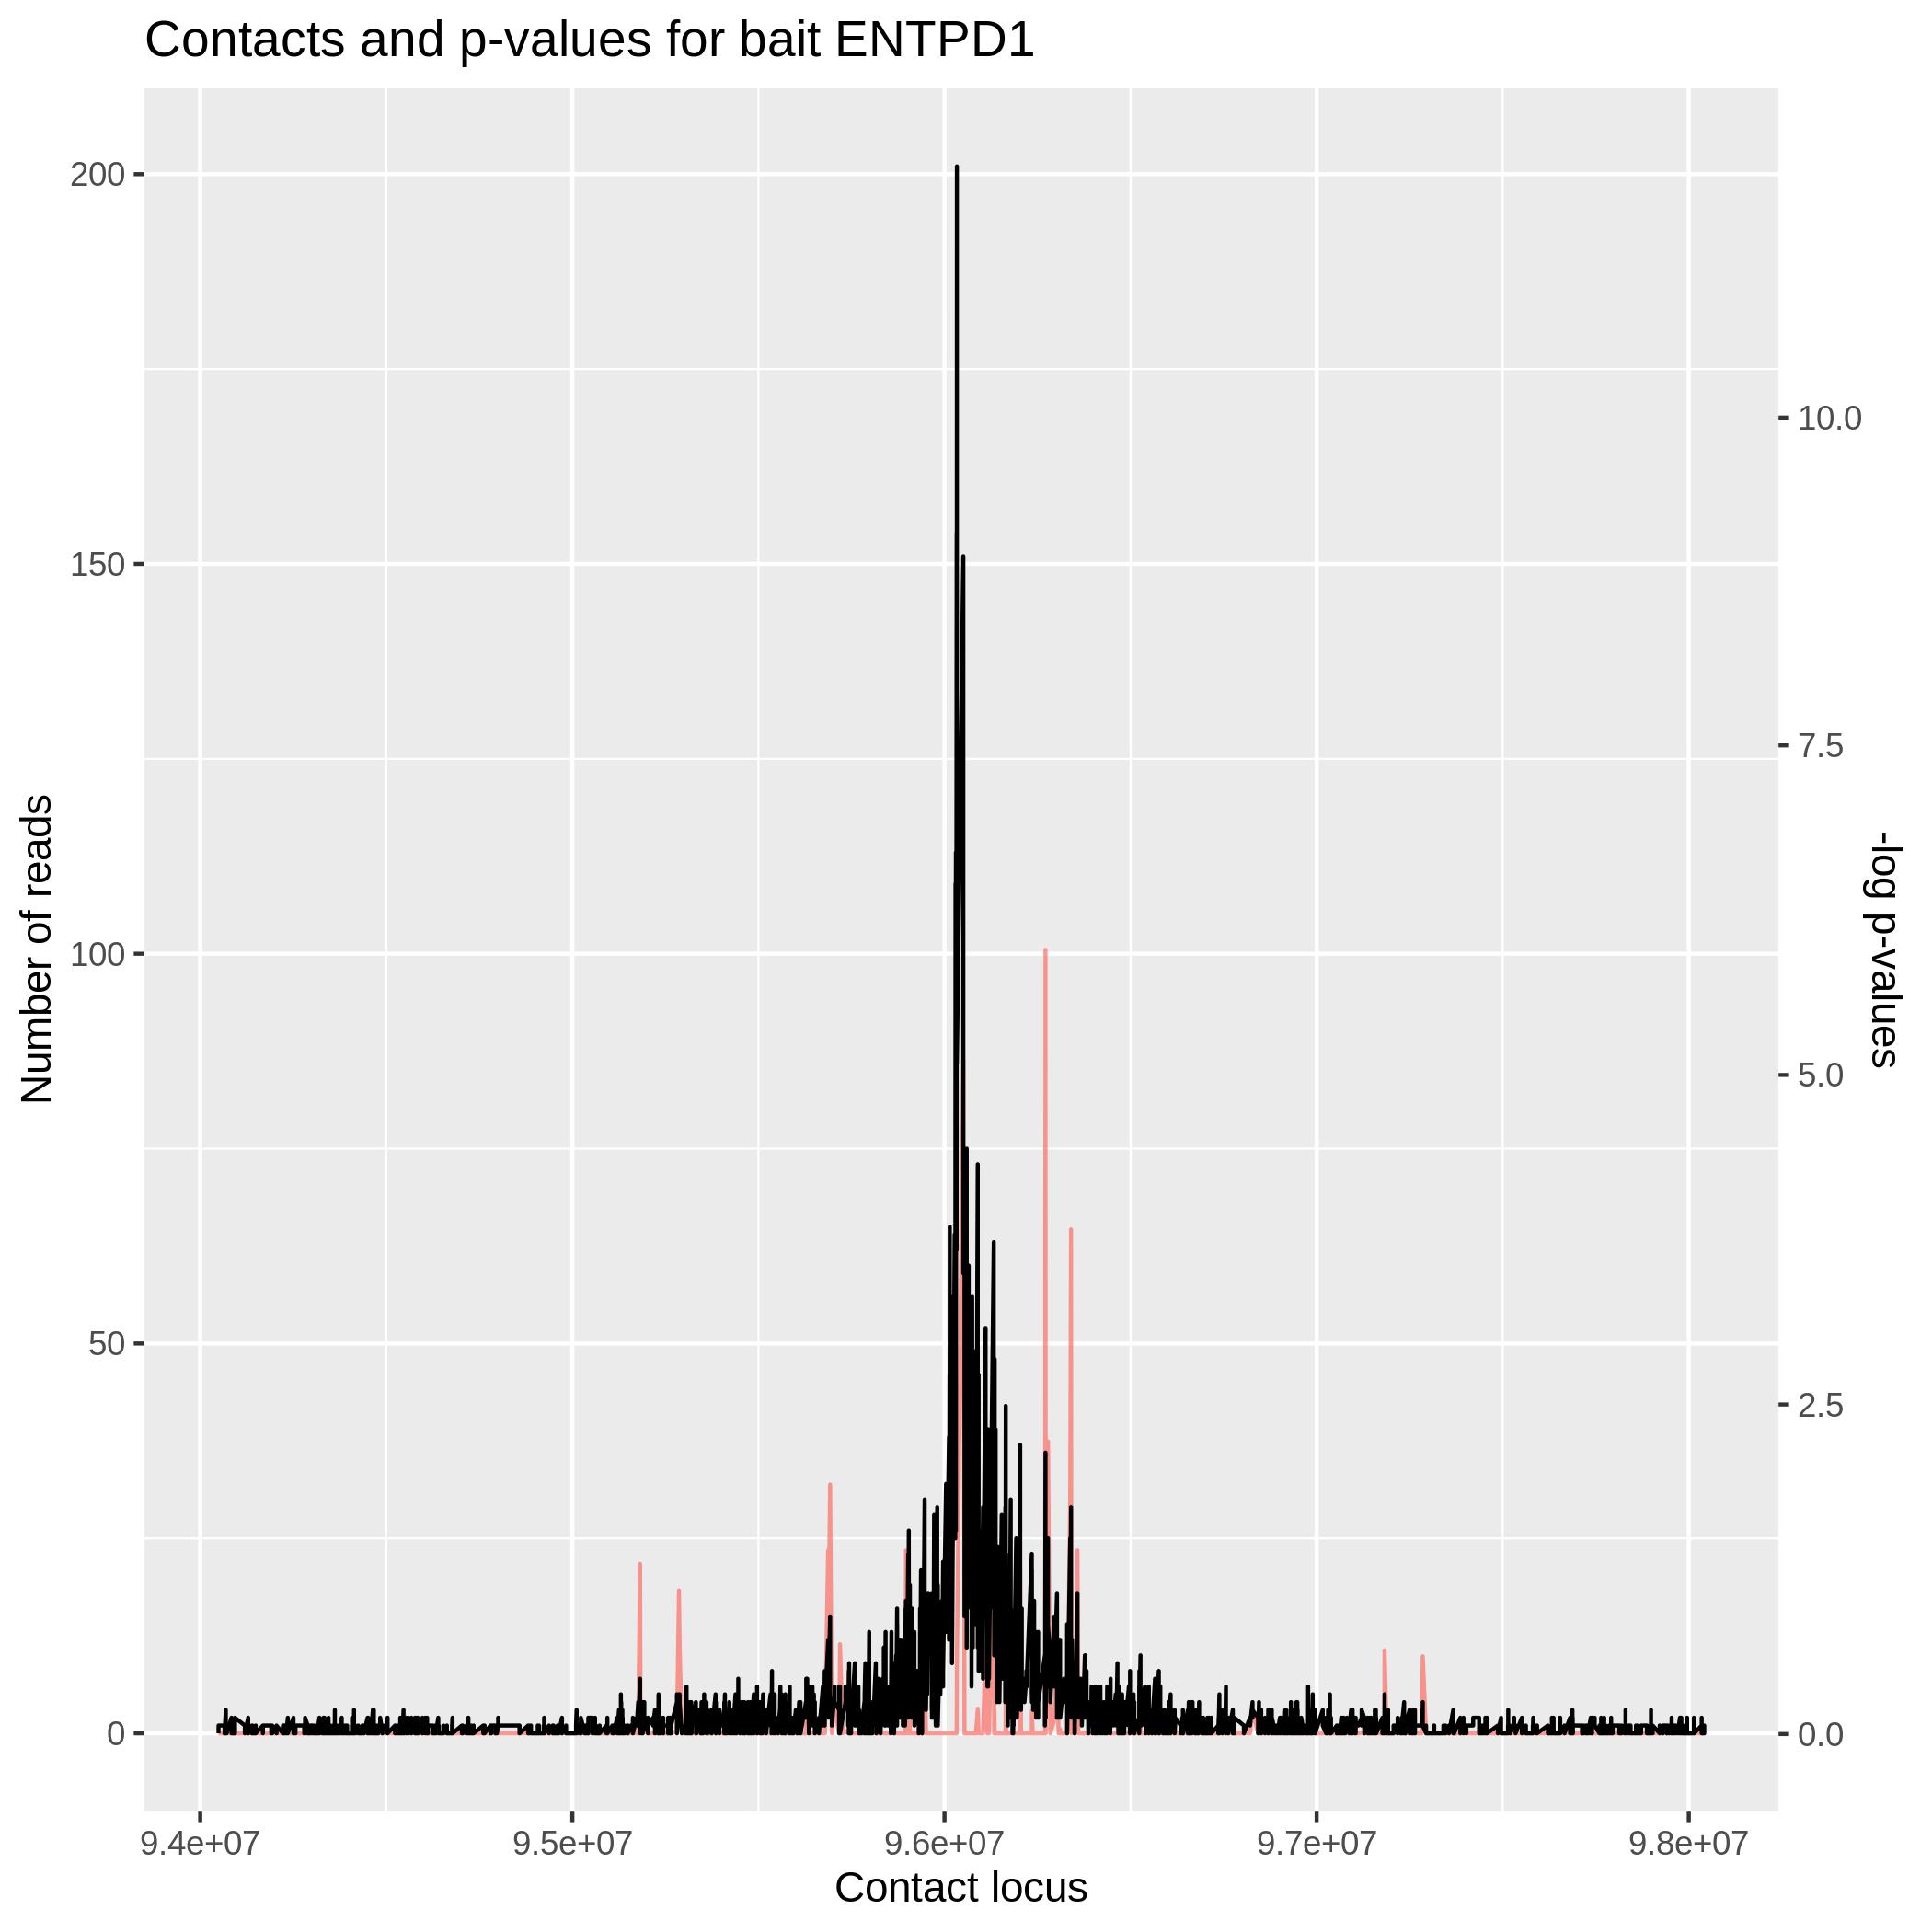 Contacts and p-values for bait ENTPD1
200
150
100
50
0
Number of reads
10.0
7.5
5.0
2.5
0.0
-log p-values
9.4e+07 9.5e+07 9.6e+07 9.7e+07 9.8e+07
Contact locus